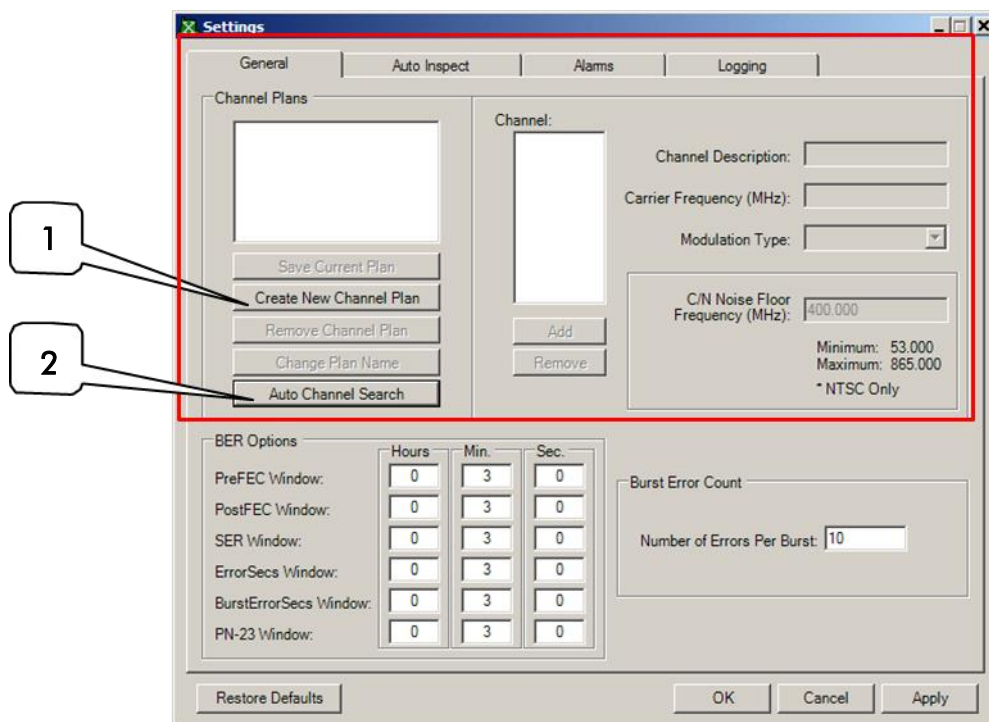 Settings
General
Auto Inspect
Alarms
Logging
Channel Plans
Save Current Plan
Create New Channel Plan
Remove Channel Plan
Change Plan Name
Auto Channel Search
Channel:
Add
Remove
Channel Description:
Carrier Frequency (MHz):
Modulation Type:
C/N Noise Floor
Frequency (MHz):
400.000
Minimum: 53.000
Maximum: 865.000
* NTSC Only
1
2
BER Options
Hours Min. Sec.
PreFEC Window: 0 3 0
PostFEC Window: 0 3 0
SER Window: 0 3 0
ErrorSecs Window: 0 3 0
BurstErrorSecs Window: 0 3 0
PN-23 Window: 0 3 0
Burst Error Count
Number of Errors Per Burst: 10
Restore Defaults
OK
Cancel
Apply